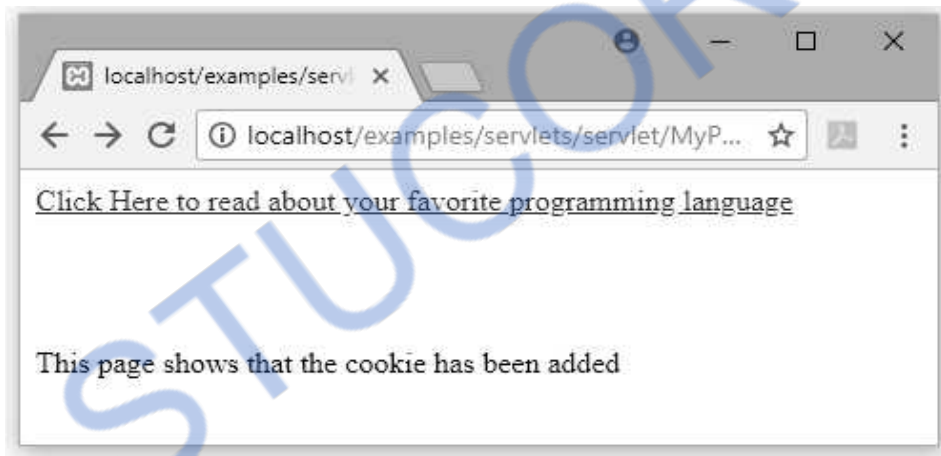 localhost/examples/servl
localhost/examples/servlets/servlet/MyP...
Click Here to read about your favorite programming language
This page shows that the cookie has been added
STUCOR